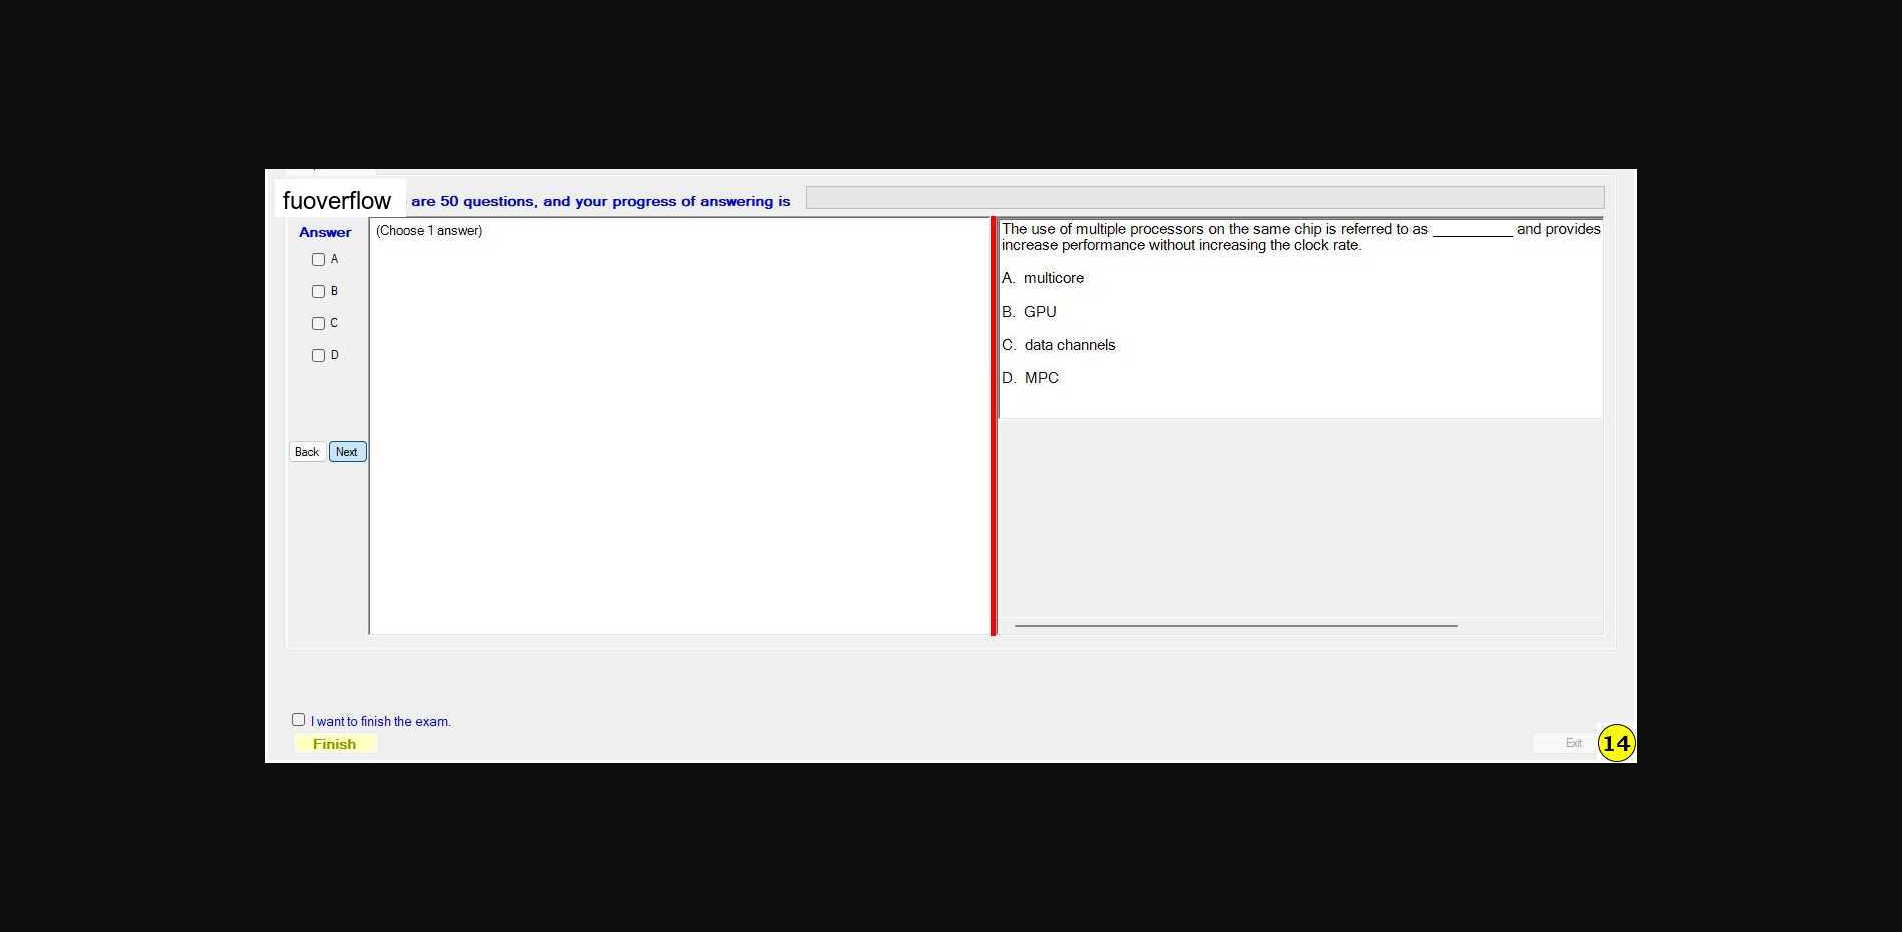 fuoverflow are 50 questions, and your progress of answering is
Answer
A
B
C
D
Back Next
(Choose 1 answer)
The use of multiple processors on the same chip is referred to as __________ and provides
increase performance without increasing the clock rate.
A. multicore
B. GPU
C. data channels
D. MPC
I want to finish the exam.
Finish
Exit
14